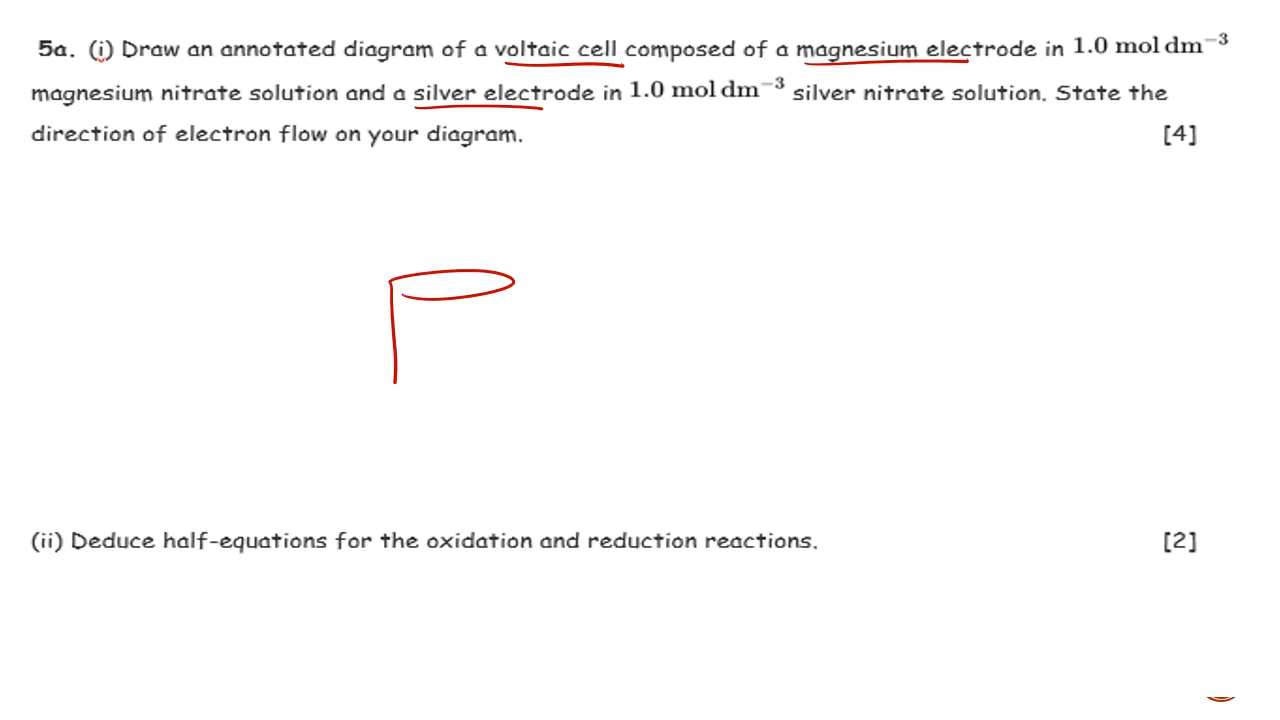 5a. (i) Draw an annotated diagram of a voltaic cell composed of a magnesium electrode in 1.0 mol dm⁻³
magnesium nitrate solution and a silver electrode in 1.0 mol dm⁻³ silver nitrate solution. State the
direction of electron flow on your diagram. [4]
(ii) Deduce half-equations for the oxidation and reduction reactions. [2]